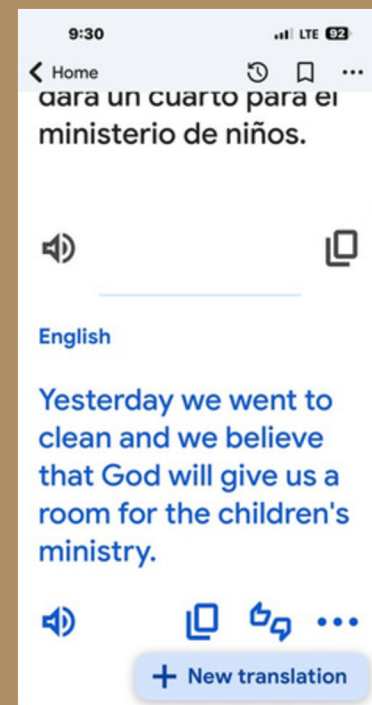 9:30
LTE 92
Home
dará un cuarto para el
ministerio de niños.
English
Yesterday we went to
clean and we believe
that God will give us a
room for the children's
ministry.
+ New translation